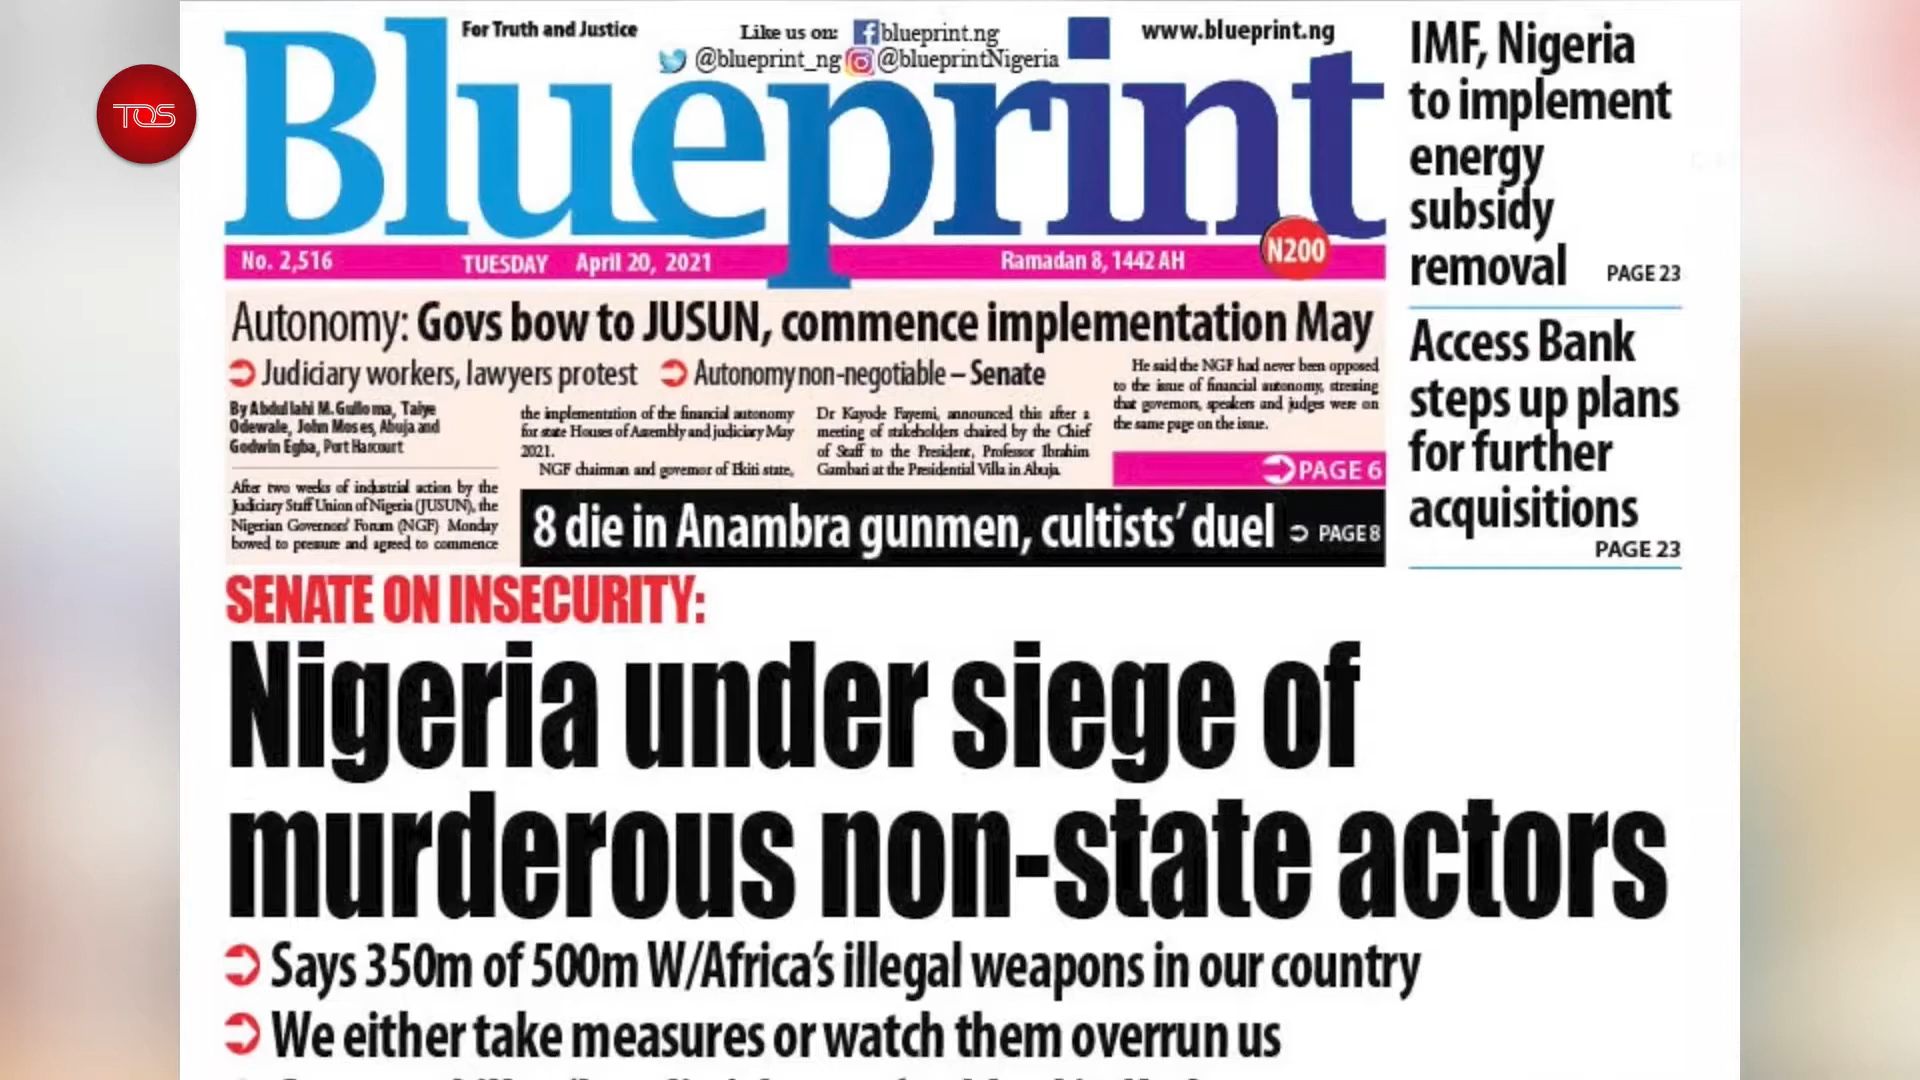 TOS
For Truth and Justice
Like us on: blueprint.ng
@blueprint_ng @blueprintNigeria
www.blueprint.ng
Blueprint
No. 2,516 TUESDAY April 20, 2021 Ramadan 8, 1442 AH N200
Autonomy: Govs bow to JUSUN, commence implementation May
Judiciary workers, lawyers protest Autonomy non-negotiable – Senate
By Abdullahi M. Gulloma, Taiye
Odewale, John Moses, Abuja and
Godwin Egba, Port Harcourt
After two weeks of industrial action by the
Judiciary Staff Union of Nigeria (JUSUN), the
Nigerian Governors' Forum (NGF) Monday
bowed to pressure and agreed to commence
the implementation of the financial autonomy
for state Houses of Assembly and judiciary May
2021.
NGF chairman and governor of Ekiti state,
Dr Kayode Fayemi, announced this after a
meeting of stakeholders chaired by the Chief
of Staff to the President, Professor Ibrahim
Gambari at the Presidential Villa in Abuja.
He said the NGF had never been opposed
to the issue of financial autonomy, stressing
that governors, speakers and judges were on
the same page on the issue.
PAGE 6
8 die in Anambra gunmen, cultists' duel PAGE 8
IMF, Nigeria
to implement
energy
subsidy
removal PAGE 23
Access Bank
steps up plans
for further
acquisitions
PAGE 23
SENATE ON INSECURITY:
Nigeria under siege of
murderous non-state actors
Says 350m of 500m W/Africa's illegal weapons in our country
We either take measures or watch them overrun us